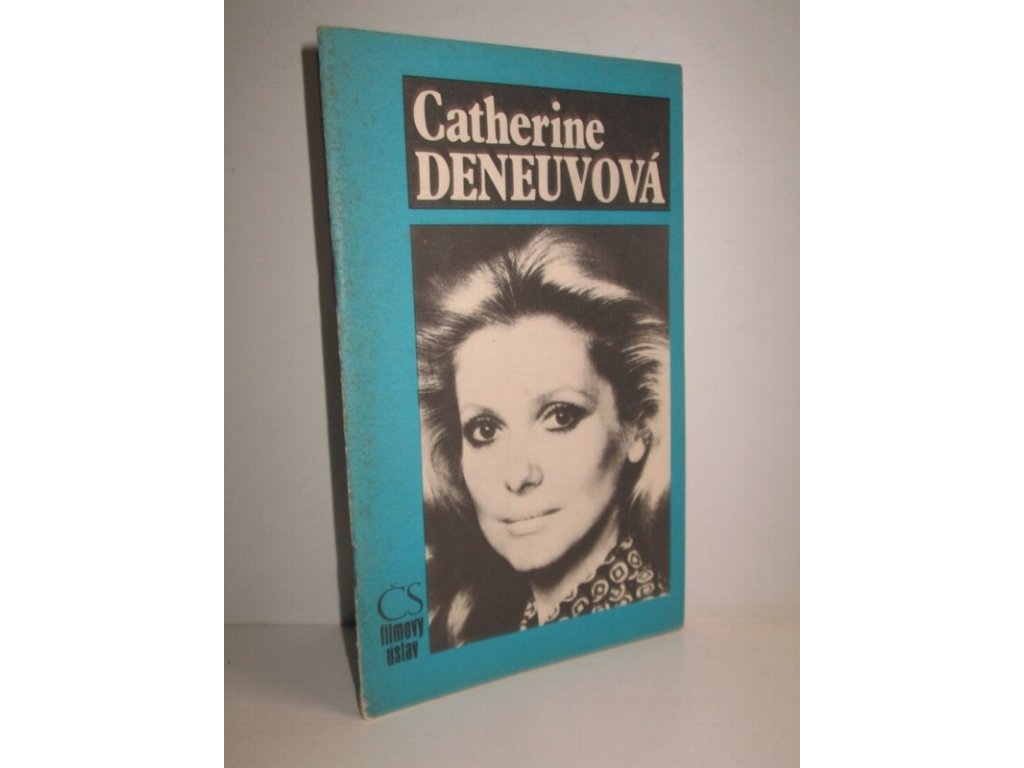 Catherine
DENEUVOVÁ
ČS
filmový
ústav